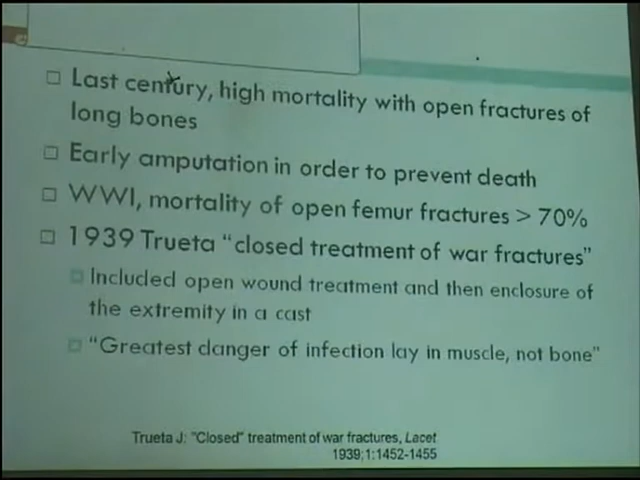 Last century, high mortality with open fractures of
long bones
Early amputation in order to prevent death
WWI, mortality of open femur fractures > 70%
1939 Trueta "closed treatment of war fractures"
Included open wound treatment and then enclosure of
the extremity in a cast
"Greatest danger of infection lay in muscle, not bone"
Trueta J: "Closed" treatment of war fractures, Lacet
1939;1:1452-1455